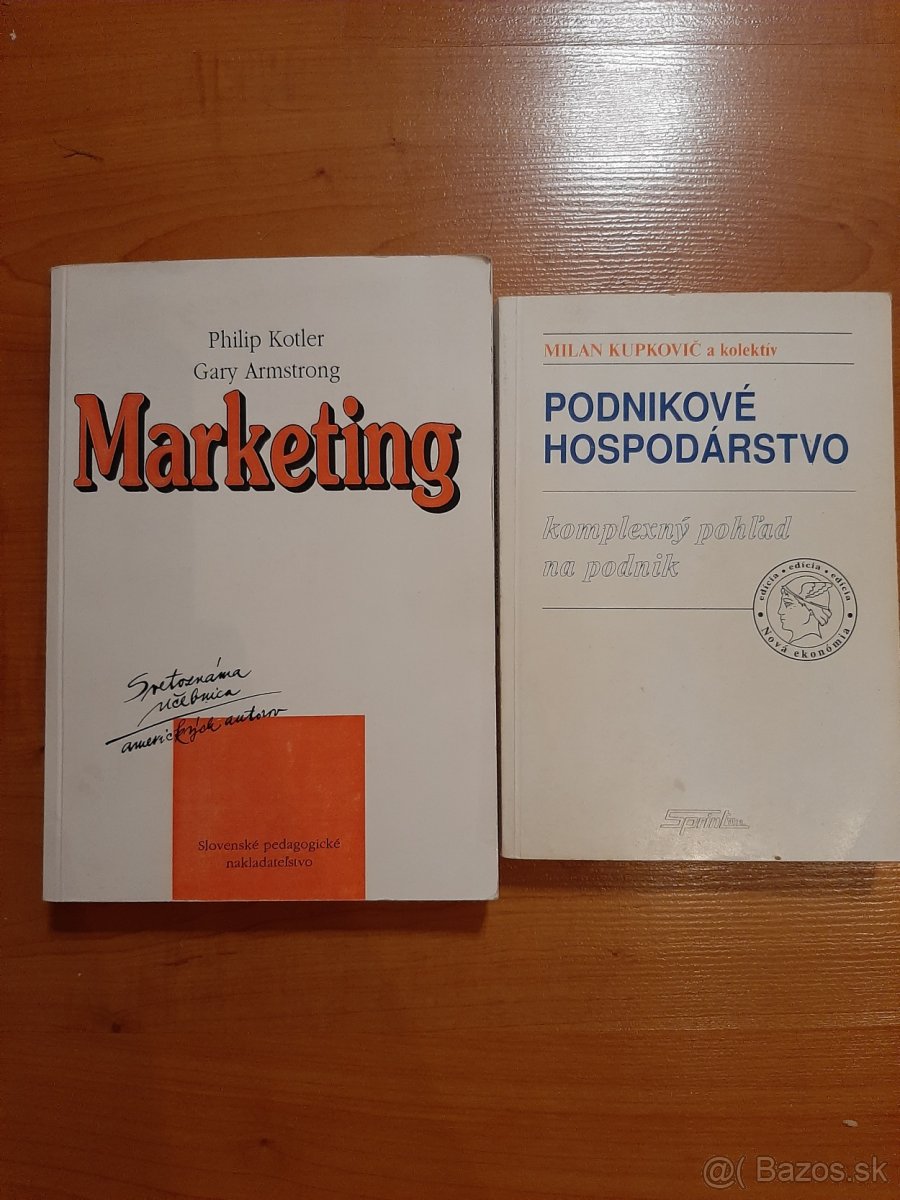 Philip Kotler
Gary Armstrong
Marketing
Svetoznáma
učebnica
amerických autorov
Slovenské pedagogické
nakladateľstvo
MILAN KUPKOVIČ a kolektív
PODNIKOVÉ
HOSPODÁRSTVO
komplexný pohľad
na podnik
edícia • edícia • edícia
• Nová ekonómia •
Sprint
@( Bazos.sk